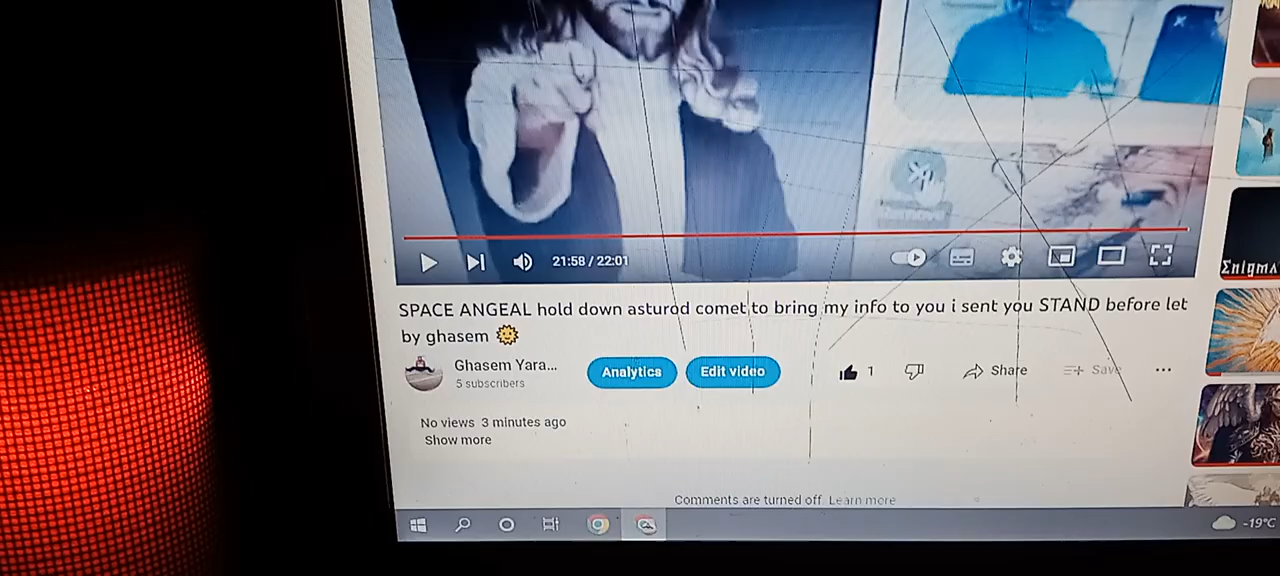 Remove
21:58 / 22:01
SPACE ANGEAL hold down asturod comet to bring my info to you i sent you STAND before let
by ghasem
Ghasem Yara...
5 subscribers
Analytics
Edit video
1
Share
Save
No views 3 minutes ago
Show more
Comments are turned off. Learn more
ΣnigmΛ
-19°C